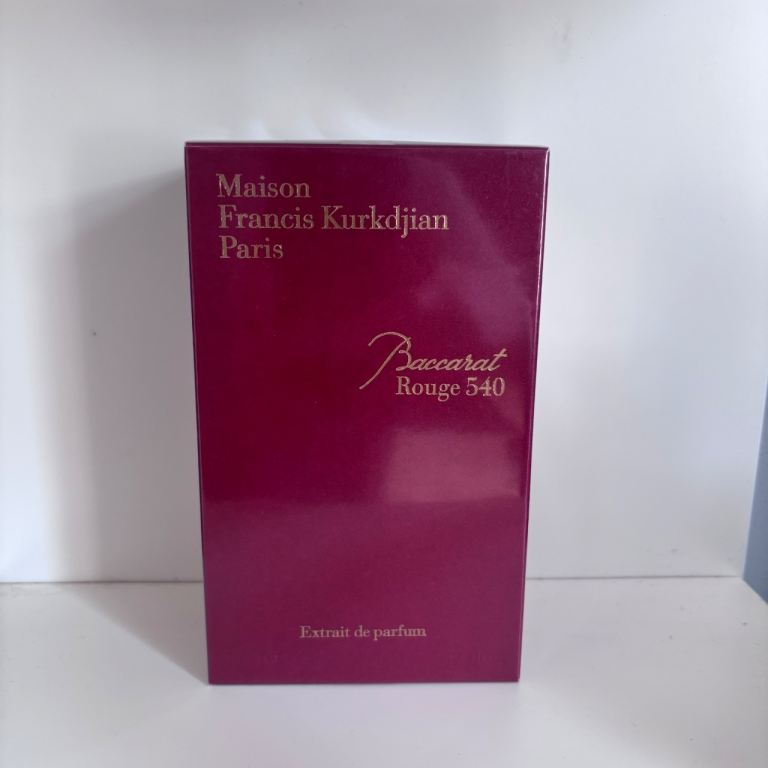 Maison
Francis Kurkdjian
Paris
Baccarat
Rouge 540
Extrait de parfum